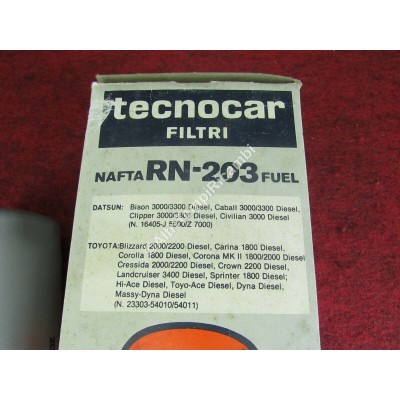 tecnocar
FILTRI
NAFTA RN-203 FUEL
DATSUN: Bison 3000/3300 Diesel, Caball 3000/3300 Diesel,
Clipper 3000/3300 Diesel, Civilian 3000 Diesel
(N. 16405-J 5500/Z 7000)
TOYOTA: Blizzard 2000/2200 Diesel, Carina 1800 Diesel,
Corolla 1800 Diesel, Corona MK II 1800/2000 Diesel
Cressida 2000/2200 Diesel, Crown 2200 Diesel,
Landcruiser 3400 Diesel, Sprinter 1800 Diesel;
Hi-Ace Diesel, Toyo-Ace Diesel, Dyna Diesel,
Massy-Dyna Diesel
(N. 23303-54010/54011)